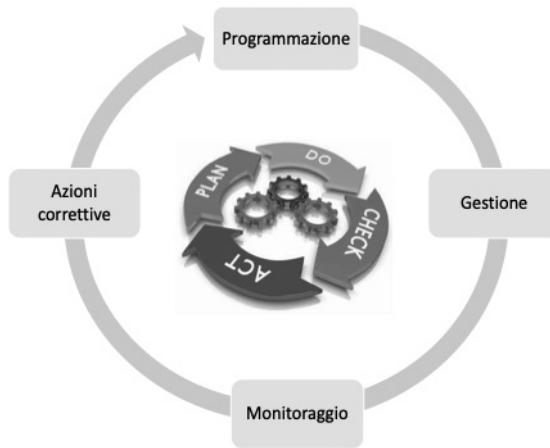 Programmazione
DO
PLAN
Azioni
correttive
Gestione
CHECK
ACT
Monitoraggio